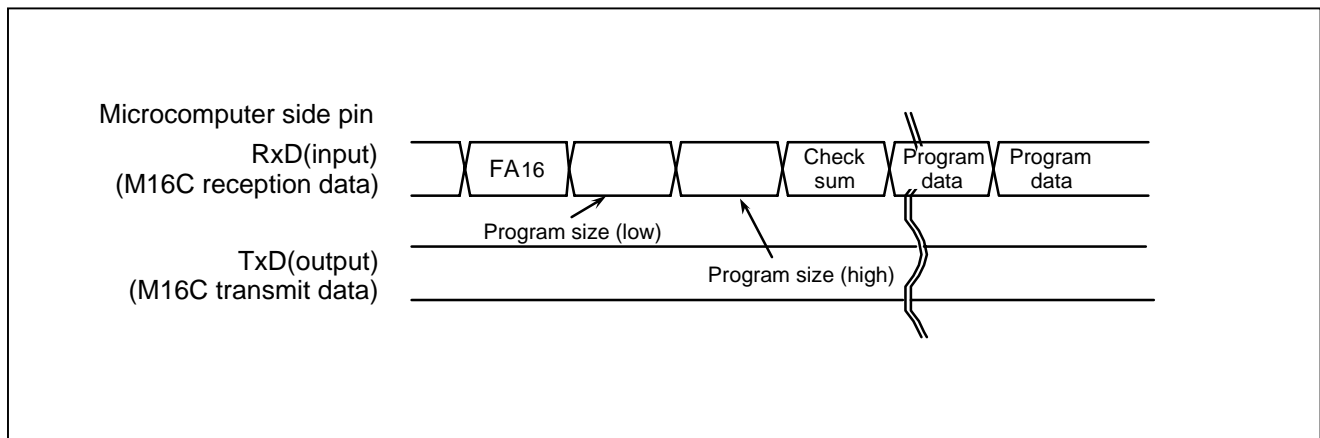 Microcomputer side pin
RxD(input)
(M16C reception data)
FA16
Check
sum
Program
data
Program
data
Program size (low)
Program size (high)
TxD(output)
(M16C transmit data)